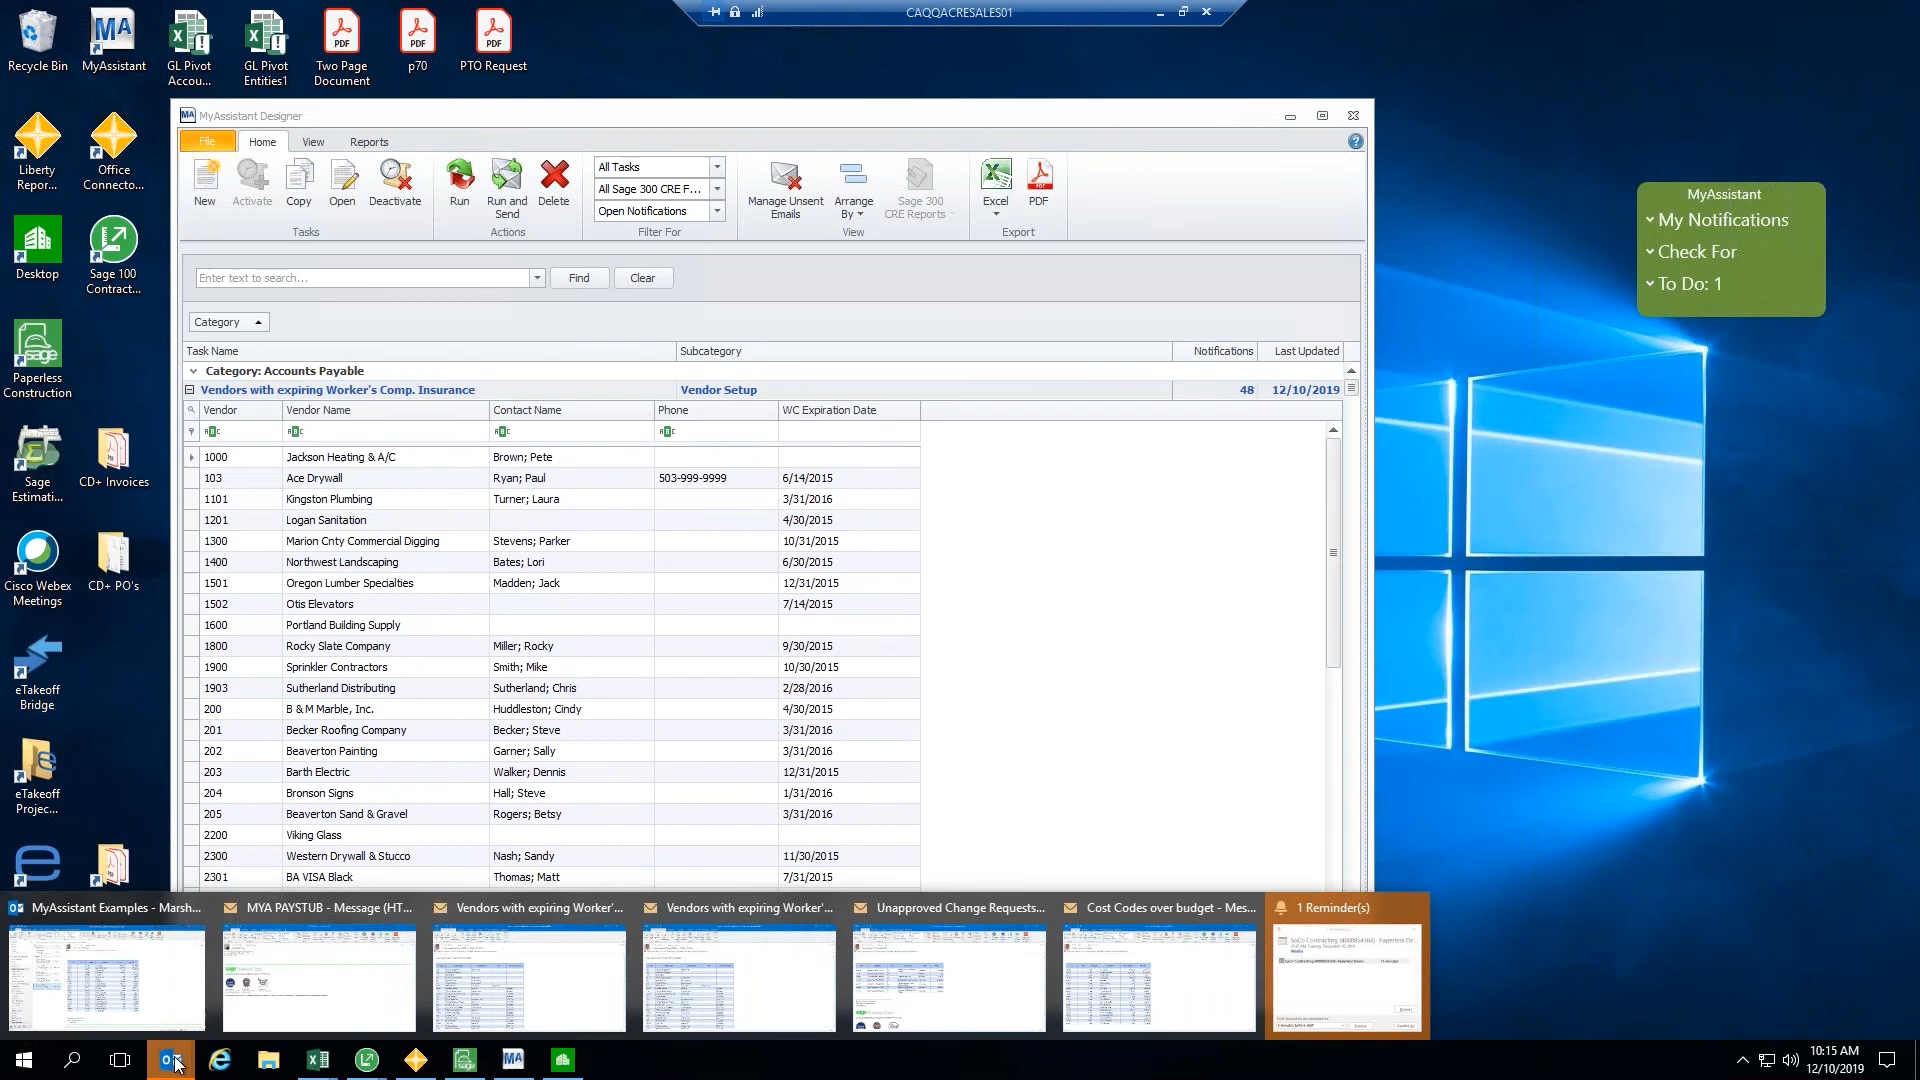 CAQQACRESALES01
Recycle Bin
MyAssistant
GL Pivot Accou...
GL Pivot Entities1
Two Page Document
p70
PTO Request
Liberty Repor...
Office Connecto...
Desktop
Sage 100 Contract...
Paperless Construction
Sage Estimati...
CD+ Invoices
Cisco Webex Meetings
CD+ PO's
eTakeoff Bridge
eTakeoff Projec...
MyAssistant Designer
File Home View Reports
New Activate Copy Open Deactivate
Tasks
Run Run and Send Delete
Actions
All Tasks
All Sage 300 CRE F...
Open Notifications
Filter For
Manage Unsent Emails Arrange By Sage 300 CRE Reports
View
Excel PDF
Export
Enter text to search... Find Clear
Category
Task Name Subcategory Notifications Last Updated
Category: Accounts Payable
Vendors with expiring Worker's Comp. Insurance Vendor Setup 48 12/10/2019
Vendor Vendor Name Contact Name Phone WC Expiration Date
1000 Jackson Heating & A/C Brown; Pete
103 Ace Drywall Ryan; Paul 503-999-9999 6/14/2015
1101 Kingston Plumbing Turner; Laura 3/31/2016
1201 Logan Sanitation 4/30/2015
1300 Marion Cnty Commercial Digging Stevens; Parker 10/31/2015
1400 Northwest Landscaping Bates; Lori 6/30/2015
1501 Oregon Lumber Specialties Madden; Jack 12/31/2015
1502 Otis Elevators 7/14/2015
1600 Portland Building Supply
1800 Rocky Slate Company Miller; Rocky 9/30/2015
1900 Sprinkler Contractors Smith; Mike 10/30/2015
1903 Sutherland Distributing Sutherland; Chris 2/28/2016
200 B & M Marble, Inc. Huddleston; Cindy 4/30/2015
201 Becker Roofing Company Becker; Steve 3/31/2016
202 Beaverton Painting Garner; Sally 3/31/2016
203 Barth Electric Walker; Dennis 12/31/2015
204 Bronson Signs Hall; Steve 1/31/2016
205 Beaverton Sand & Gravel Rogers; Betsy 3/31/2016
2200 Viking Glass
2300 Western Drywall & Stucco Nash; Sandy 11/30/2015
2301 BA VISA Black Thomas; Matt 7/31/2015
MyAssistant
My Notifications
Check For
To Do: 1
MyAssistant Examples - Marsh...
MYA PAYSTUB - Message (HT...
Vendors with expiring Worker'...
Vendors with expiring Worker'...
Unapproved Change Requests...
Cost Codes over budget - Mes...
1 Reminder(s)
10:15 AM
12/10/2019